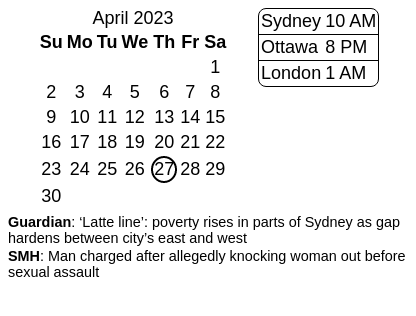 April 2023
Su Mo Tu We Th Fr Sa
1
2 3 4 5 6 7 8
9 10 11 12 13 14 15
16 17 18 19 20 21 22
23 24 25 26 27 28 29
30
Sydney 10 AM
Ottawa 8 PM
London 1 AM
Guardian: ‘Latte line’: poverty rises in parts of Sydney as gap
hardens between city’s east and west
SMH: Man charged after allegedly knocking woman out before
sexual assault